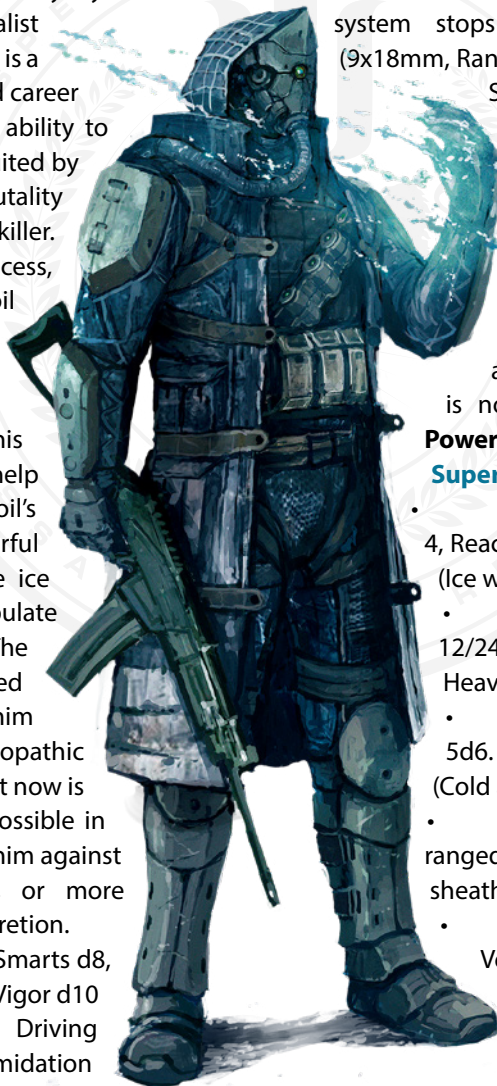 alist
is a
d career
ability to
ited by
utality
killer.
cess,
oil
his
help
oil's
rful
e ice
pulate
he
ed
him
opathic
t now is
ossible in
him against
or more
retion.
Smarts d8,
Vigor d10
Driving
midation
system stops
(9x18mm, Ran
S
a
is no
Power
Super
•
4, Reac
(Ice w
•
12/24
Heav
•
5d6.
(Cold
•
ranged
sheath
•
Ve